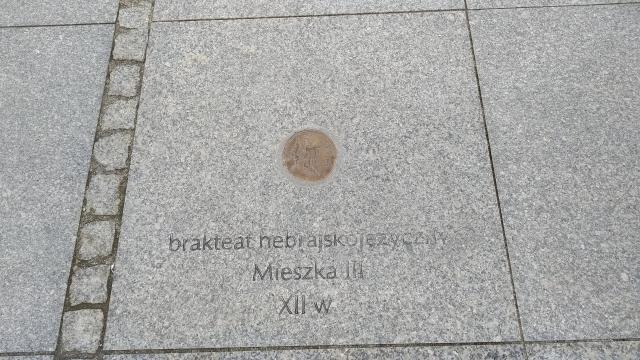 brakteat hebrajskojęzyczny
Mieszka III
XII w